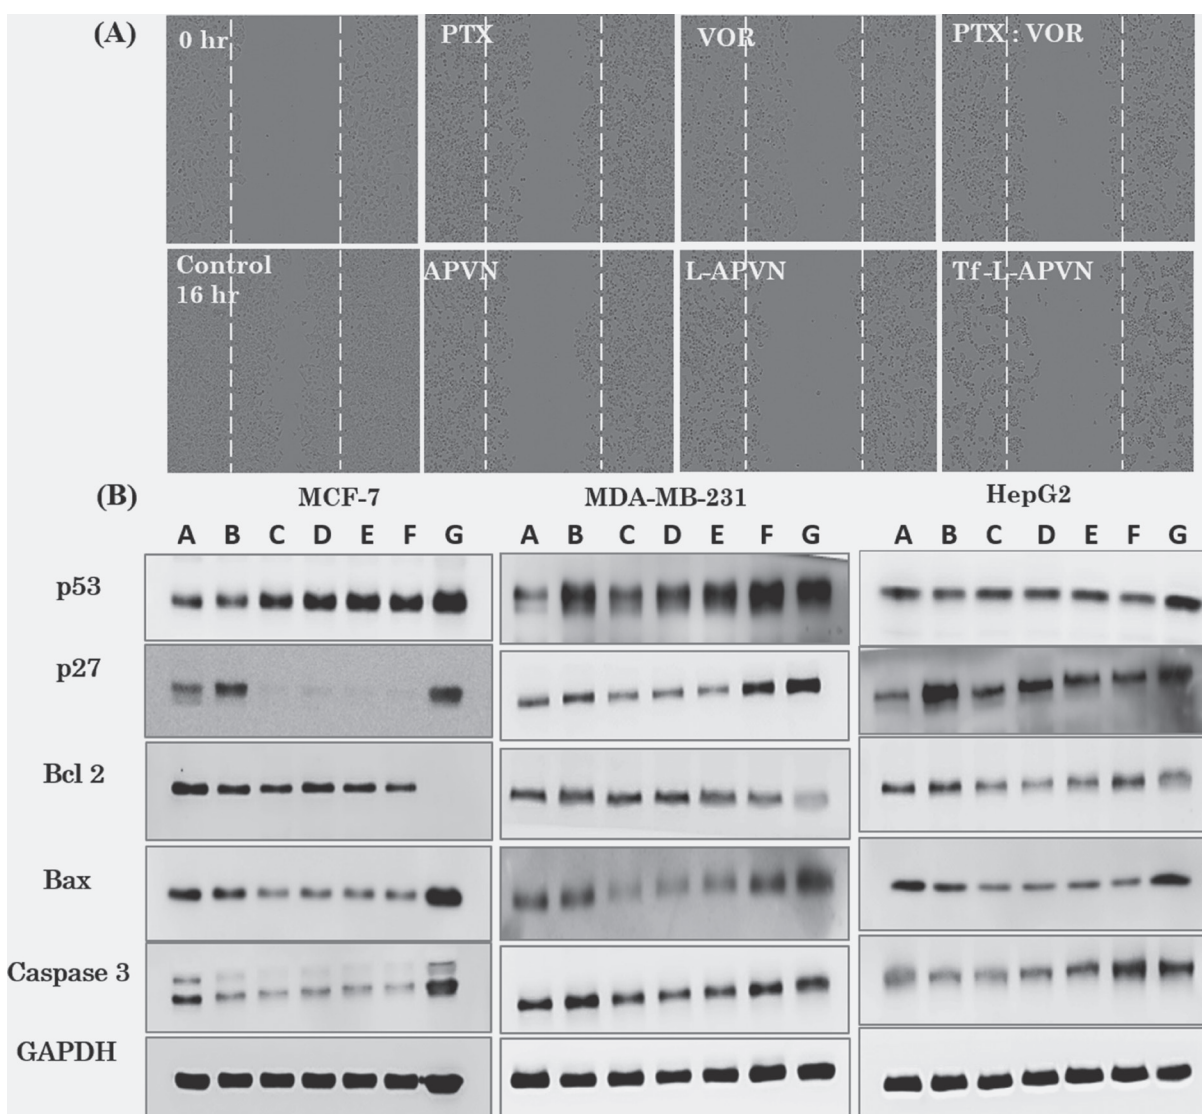 (A)
0 hr
PTX
VOR
PTX : VOR
Control
16 hr
APVN
L-APVN
Tf-L-APVN
(B)
MCF-7
MDA-MB-231
HepG2
A B C D E F G
A B C D E F G
A B C D E F G
p53
p27
Bcl 2
Bax
Caspase 3
GAPDH